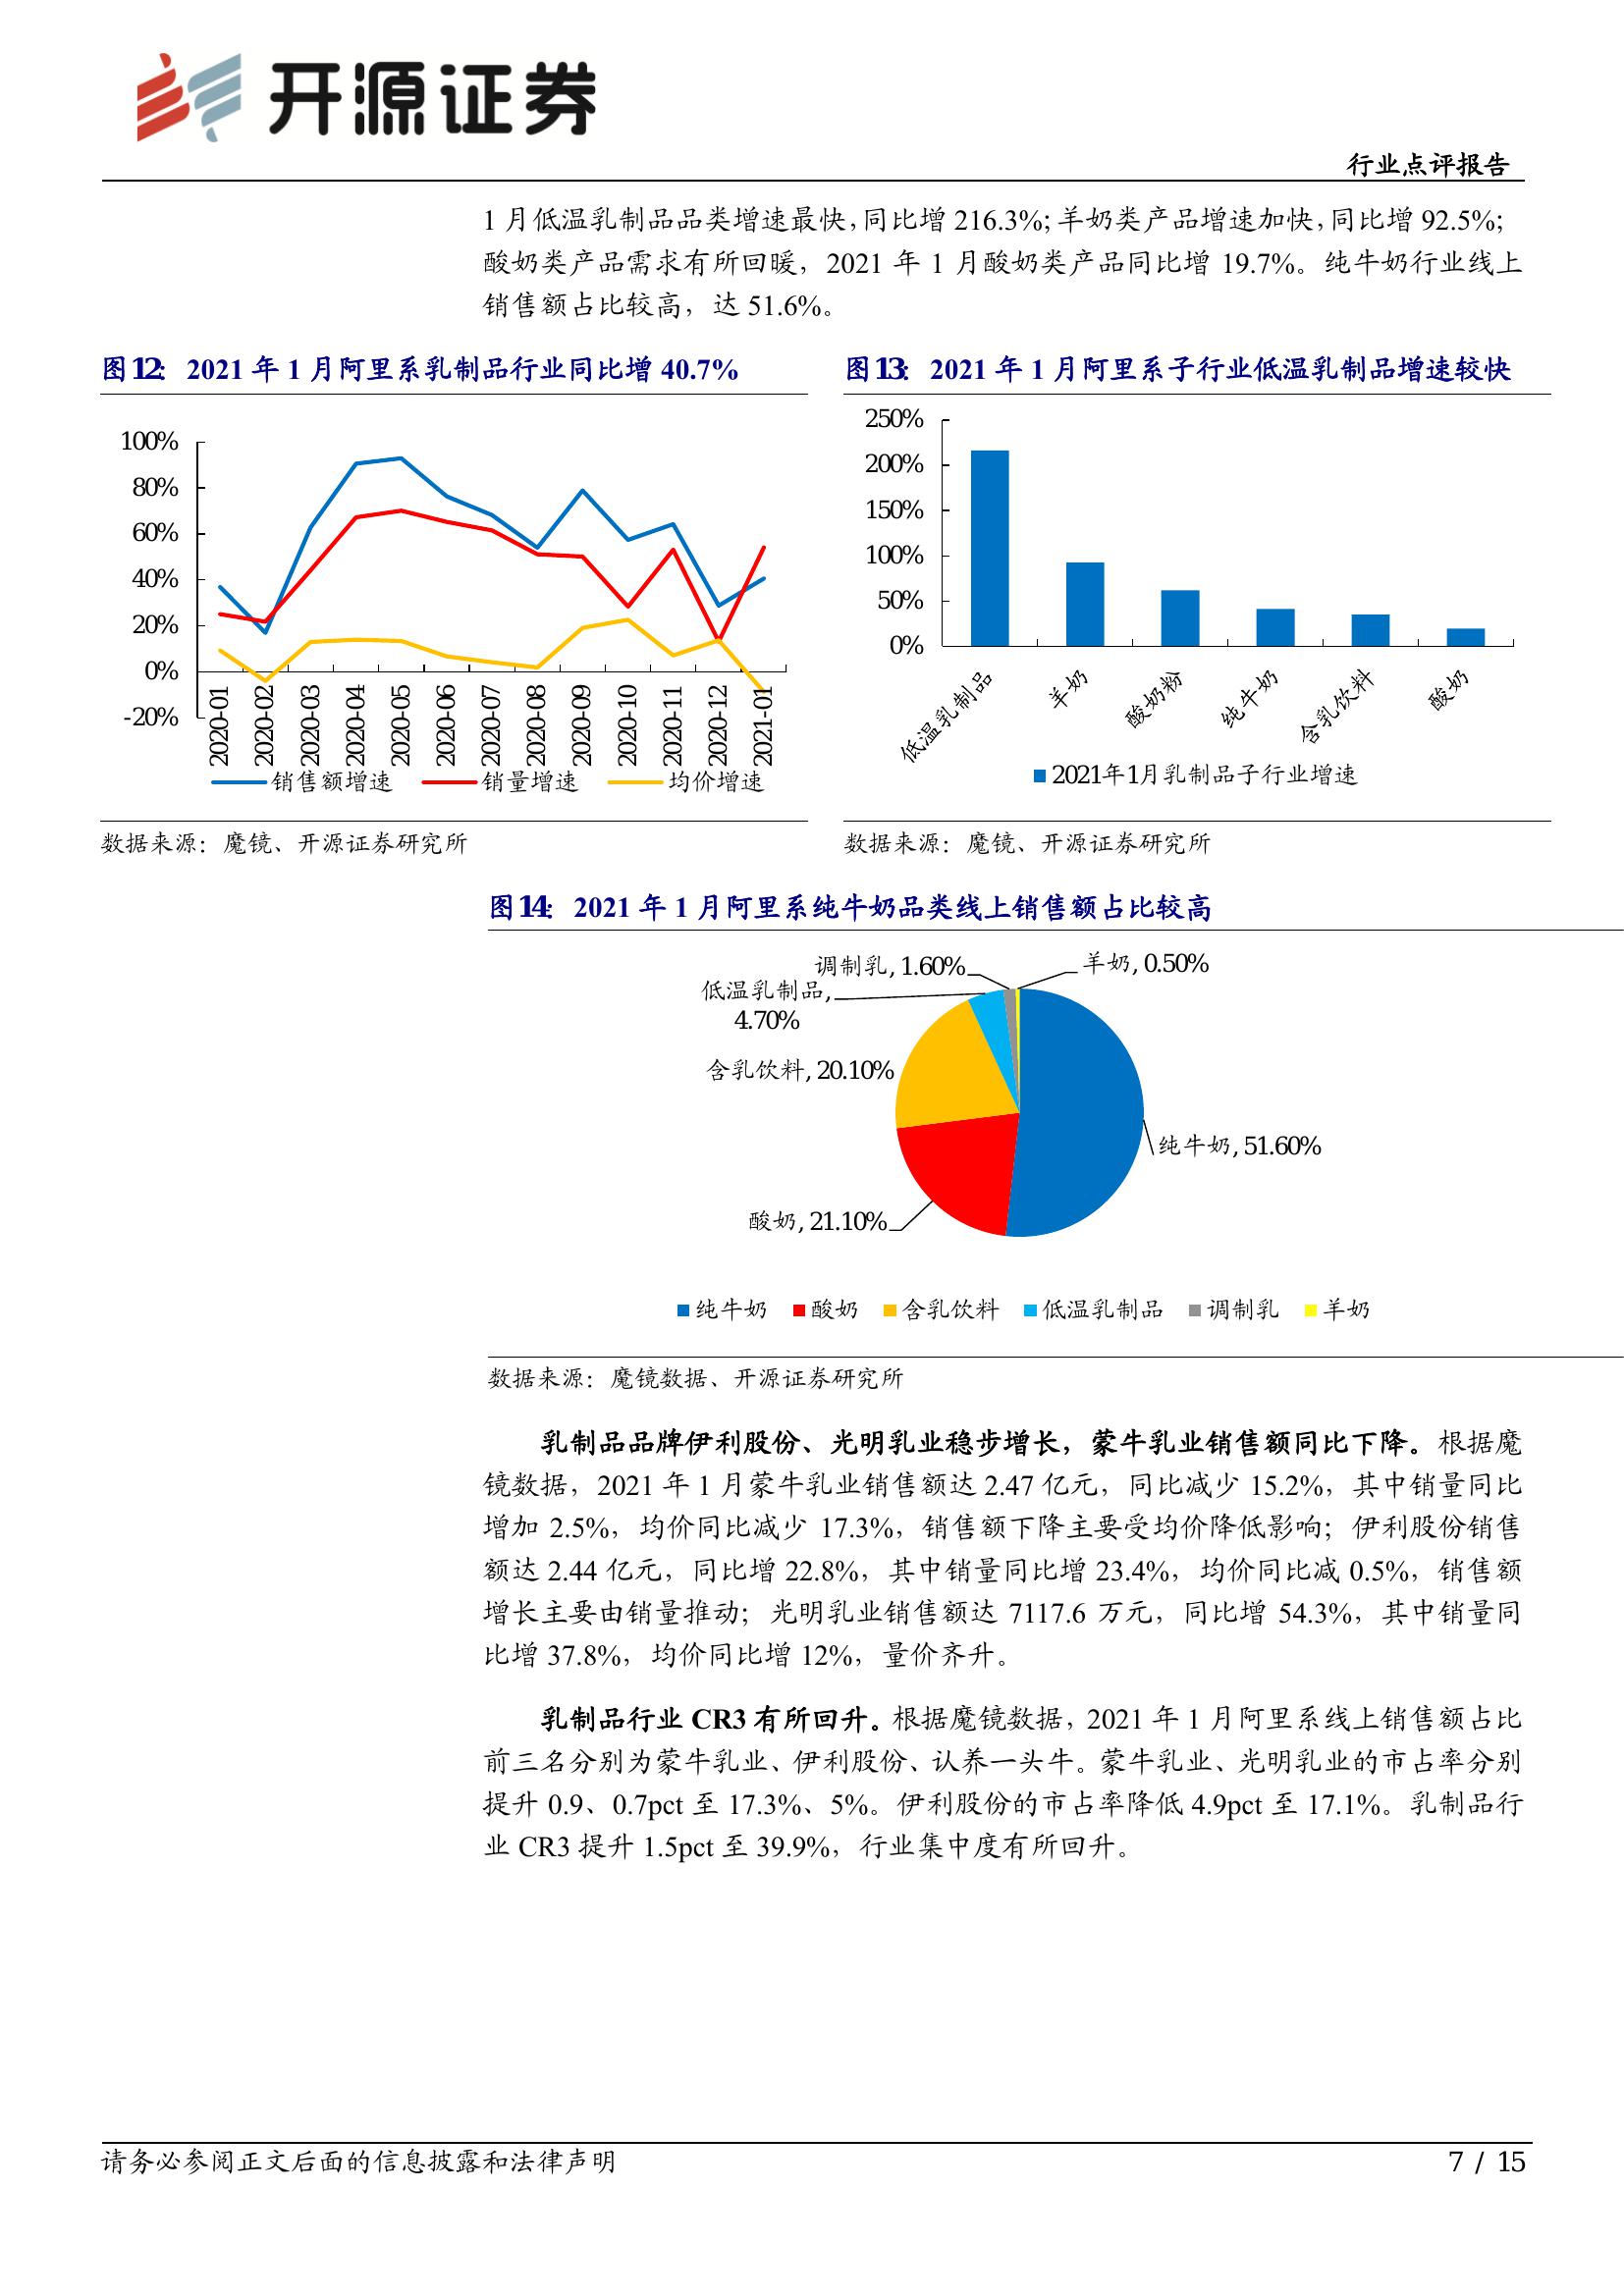 开源证券
行业点评报告
1 月低温乳制品品类增速最快，同比增 216.3%；羊奶类产品增速加快，同比增 92.5%；
酸奶类产品需求有所回暖，2021 年 1 月酸奶类产品同比增 19.7%。纯牛奶行业线上
销售额占比较高，达 51.6%。
图12： 2021 年 1 月阿里系乳制品行业同比增 40.7%
100%
80%
60%
40%
20%
0%
-20%
2020-01
2020-02
2020-03
2020-04
2020-05
2020-06
2020-07
2020-08
2020-09
2020-10
2020-11
2020-12
2021-01
销售额增速 销量增速 均价增速
数据来源：魔镜、开源证券研究所
图13： 2021 年 1 月阿里系子行业低温乳制品增速较快
250%
200%
150%
100%
50%
0%
低温乳制品
羊奶
酸奶粉
纯牛奶
含乳饮料
酸奶
2021年1月乳制品子行业增速
数据来源：魔镜、开源证券研究所
图14： 2021 年 1 月阿里系纯牛奶品类线上销售额占比较高
调制乳, 1.60%
羊奶, 0.50%
低温乳制品,
4.70%
含乳饮料, 20.10%
纯牛奶, 51.60%
酸奶, 21.10%
纯牛奶 酸奶 含乳饮料 低温乳制品 调制乳 羊奶
数据来源：魔镜数据、开源证券研究所
乳制品品牌伊利股份、光明乳业稳步增长，蒙牛乳业销售额同比下降。根据魔
镜数据，2021 年 1 月蒙牛乳业销售额达 2.47 亿元，同比减少 15.2%，其中销量同比
增加 2.5%，均价同比减少 17.3%，销售额下降主要受均价降低影响；伊利股份销售
额达 2.44 亿元，同比增 22.8%，其中销量同比增 23.4%，均价同比减 0.5%，销售额
增长主要由销量推动；光明乳业销售额达 7117.6 万元，同比增 54.3%，其中销量同
比增 37.8%，均价同比增 12%，量价齐升。
乳制品行业 CR3 有所回升。根据魔镜数据，2021 年 1 月阿里系线上销售额占比
前三名分别为蒙牛乳业、伊利股份、认养一头牛。蒙牛乳业、光明乳业的市占率分别
提升 0.9、0.7pct 至 17.3%、5%。伊利股份的市占率降低 4.9pct 至 17.1%。乳制品行
业 CR3 提升 1.5pct 至 39.9%，行业集中度有所回升。
请务必参阅正文后面的信息披露和法律声明
7 / 15